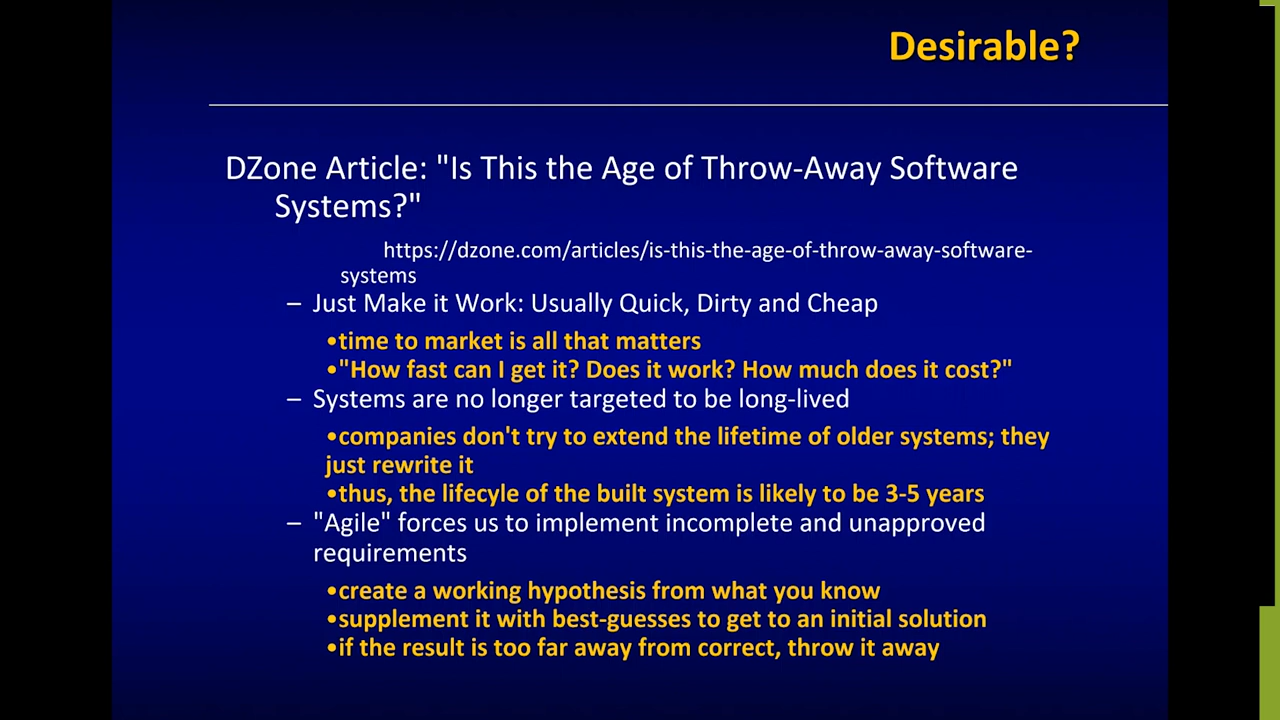 Desirable?
DZone Article: "Is This the Age of Throw-Away Software
Systems?"
https://dzone.com/articles/is-this-the-age-of-throw-away-software-
systems
– Just Make it Work: Usually Quick, Dirty and Cheap
•time to market is all that matters
•"How fast can I get it? Does it work? How much does it cost?"
– Systems are no longer targeted to be long-lived
•companies don't try to extend the lifetime of older systems; they
just rewrite it
•thus, the lifecyle of the built system is likely to be 3-5 years
– "Agile" forces us to implement incomplete and unapproved
requirements
•create a working hypothesis from what you know
•supplement it with best-guesses to get to an initial solution
•if the result is too far away from correct, throw it away